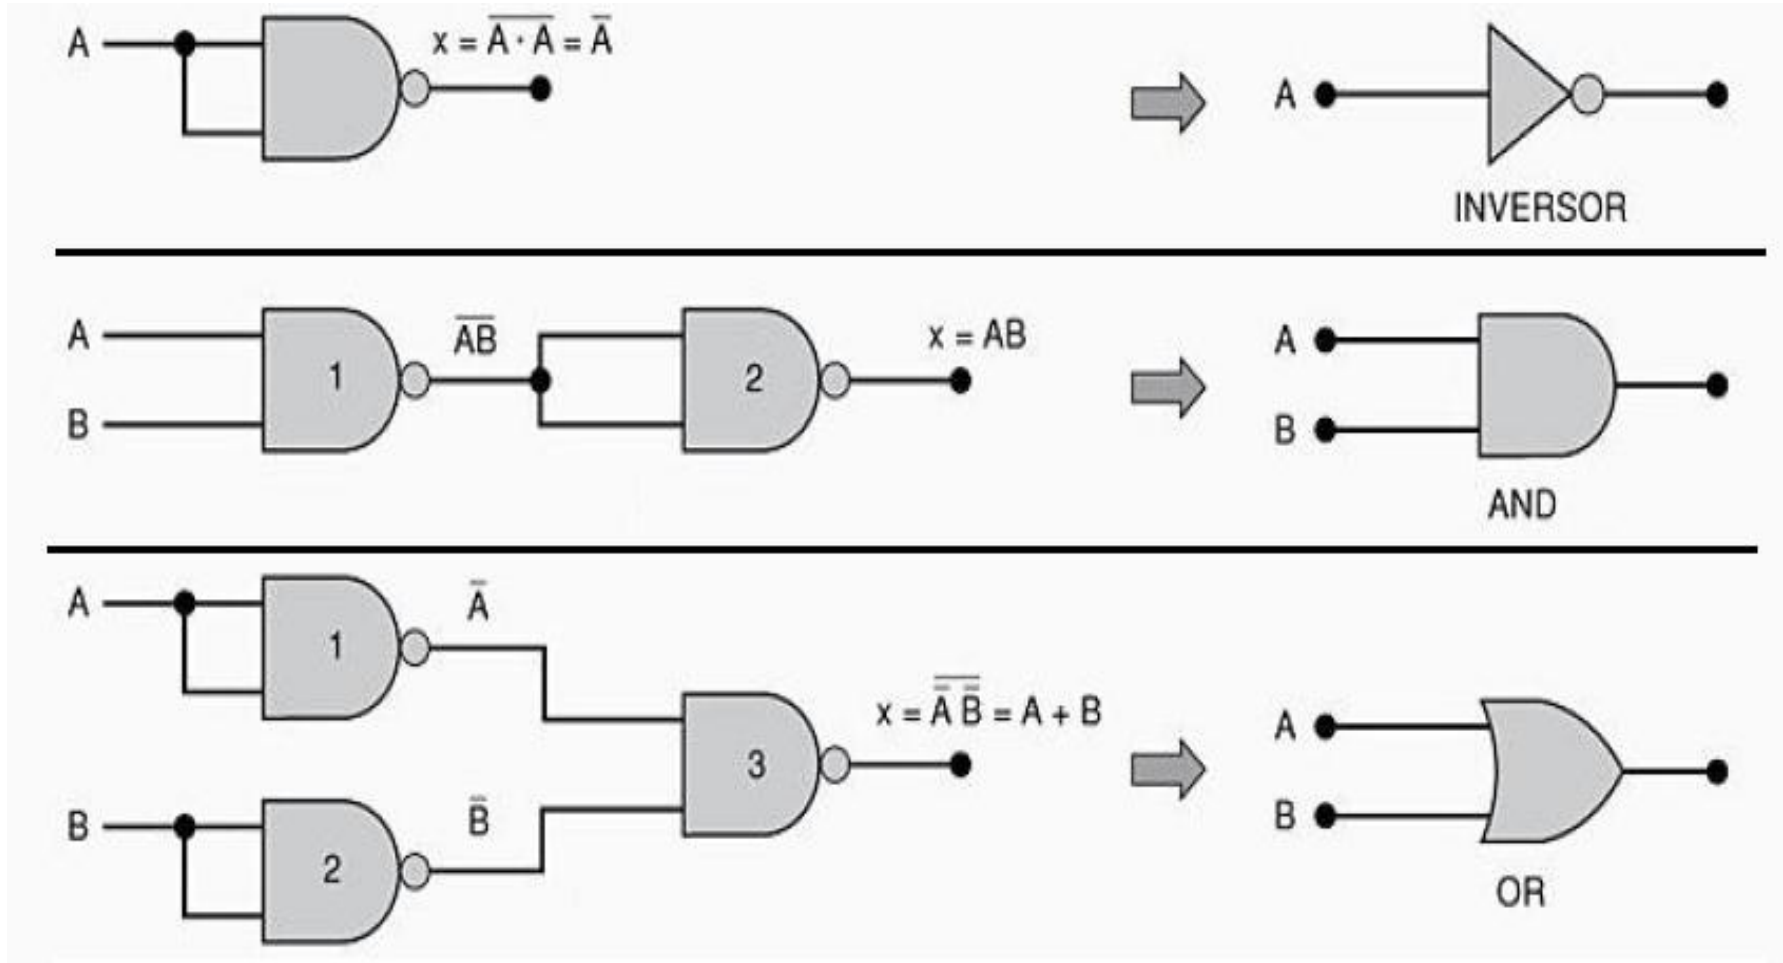 A
x = A̅ ̅·̅ ̅A̅ = A̅
A
INVERSOR
A
B
1
A̅B̅
2
x = AB
A
B
AND
A
1
A̅
B
2
B̅
3
x = A̿ ̅B̿ = A + B
A
B
OR